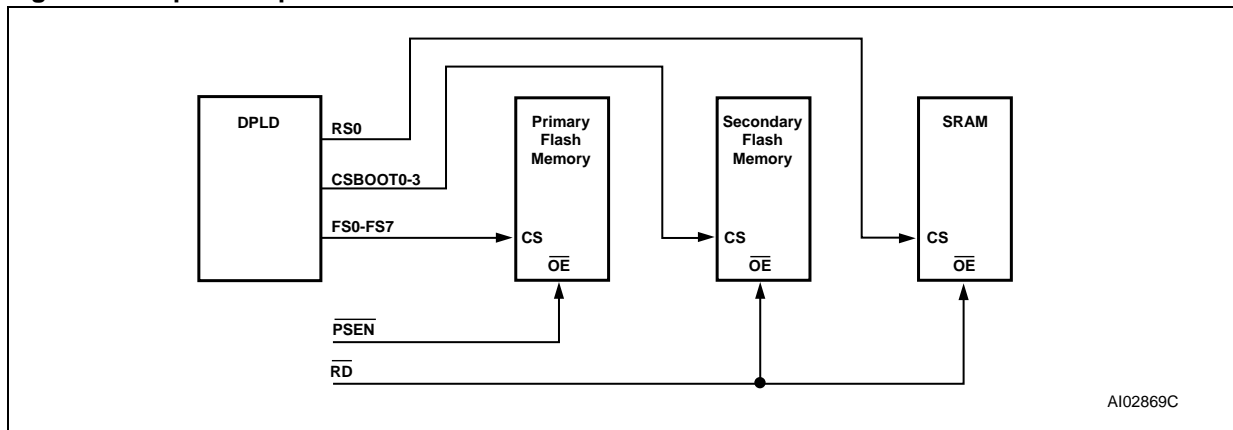 DPLD
RS0
CSBOOT0-3
FS0-FS7
Primary
Flash
Memory
CS
OE
Secondary
Flash
Memory
CS
OE
SRAM
CS
OE
PSEN
RD
AI02869C